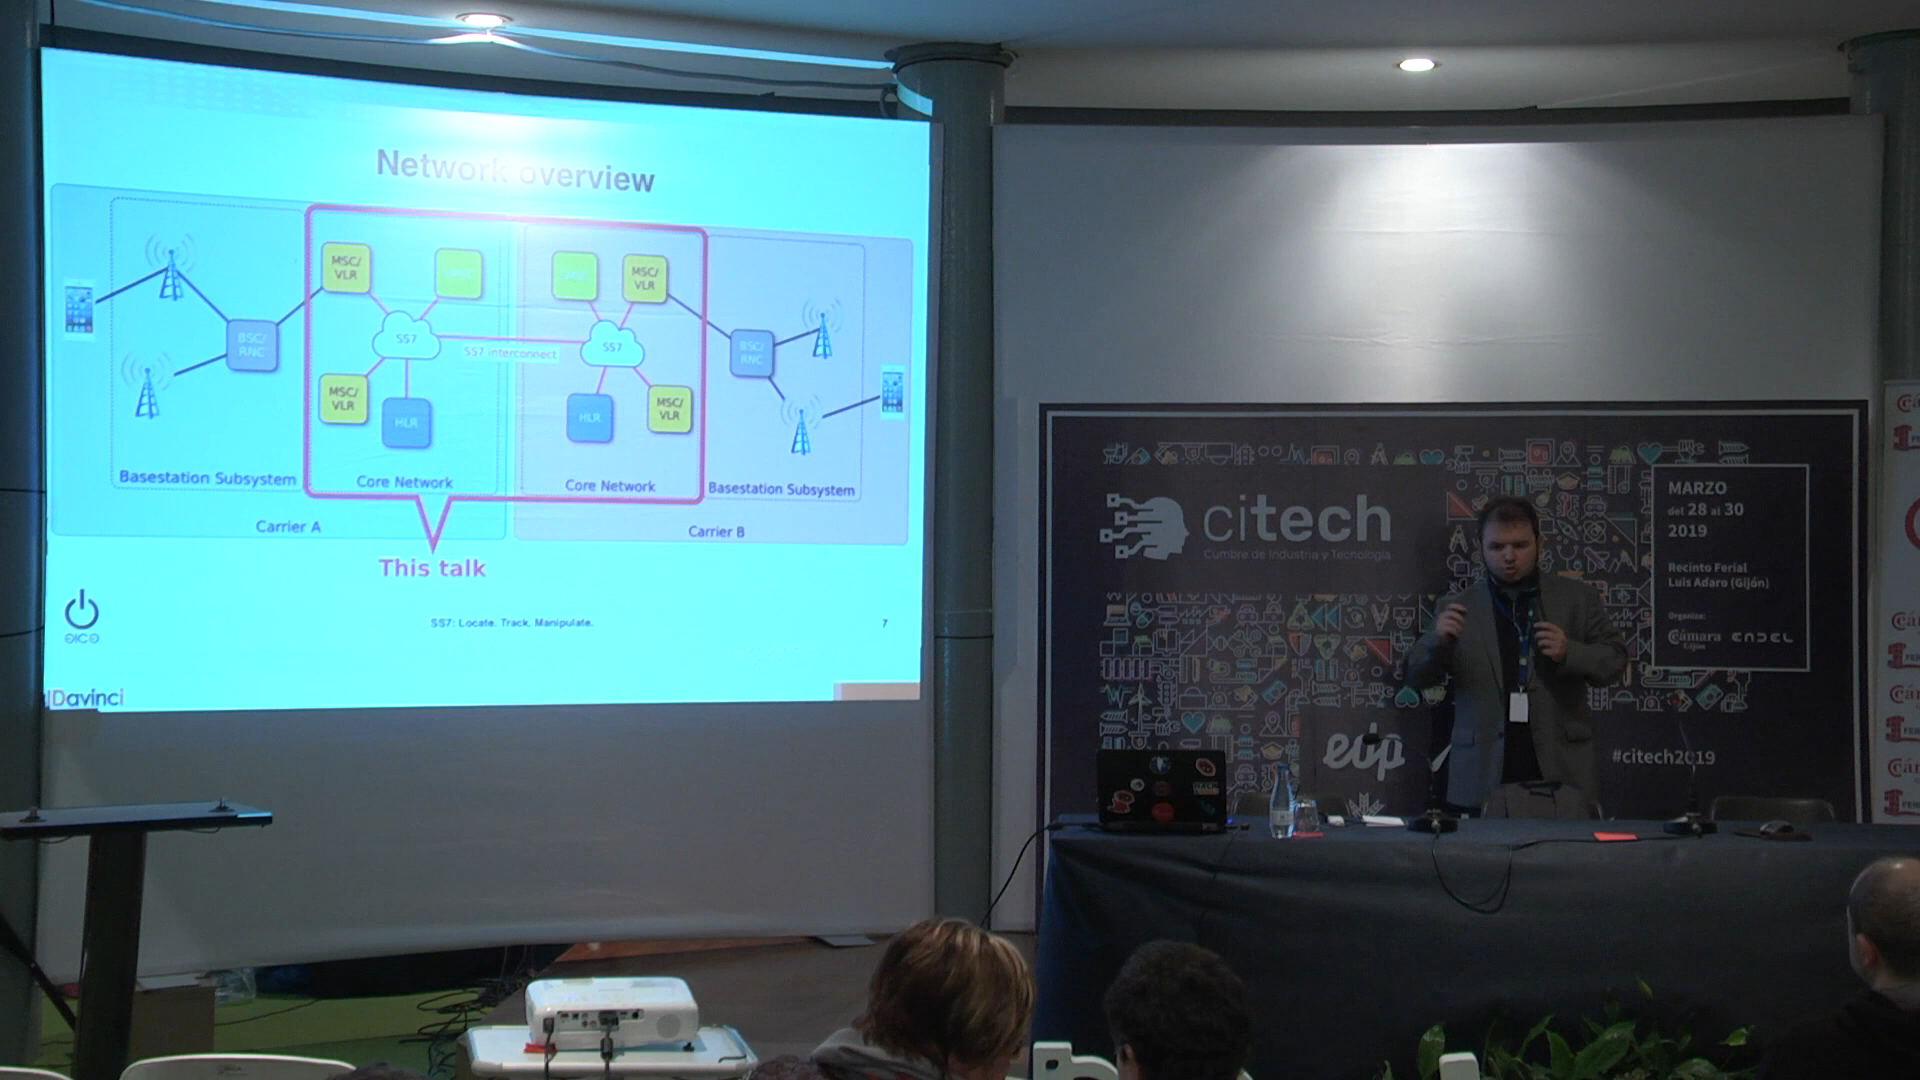 Network overview
MSC/
VLR
MSC/
VLR
BSC/
RNC
SS7
SS7 interconnect
SS7
BSC/
RNC
MSC/
VLR
HLR
HLR
MSC/
VLR
Basestation Subsystem
Core Network
Core Network
Basestation Subsystem
Carrier A
Carrier B
This talk
SS7: Locate. Track. Manipulate.
7
Davinci
citech
Cumbre de Industria y Tecnología
MARZO
del 28 al 30
2019
Recinto Ferial
Luis Adaro (Gijón)
Organiza:
Cámara
Gijón
#citech2019